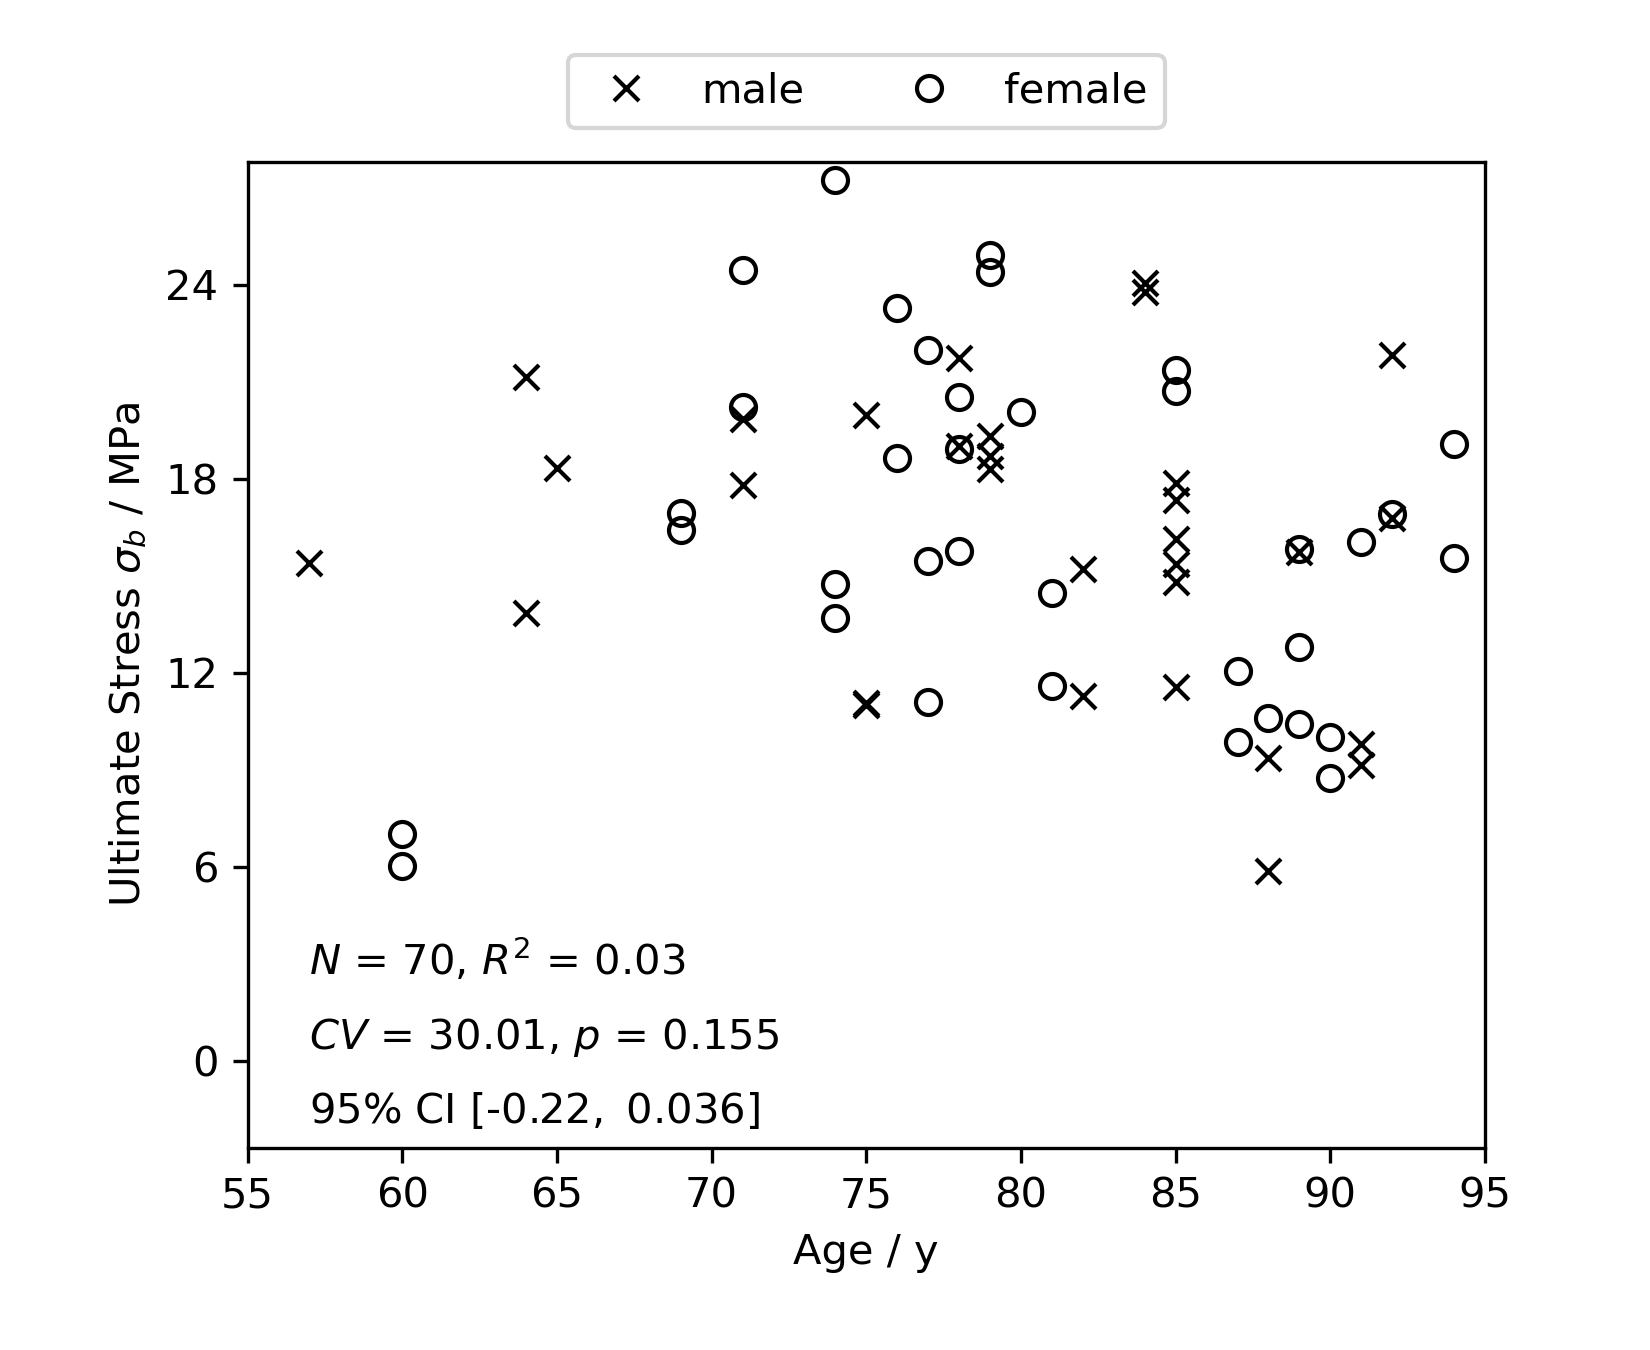 male female
24
18
12
6
0
Ultimate Stress σ_b / MPa
N = 70, R² = 0.03
CV = 30.01, p = 0.155
95% CI [-0.22, 0.036]
55 60 65 70 75 80 85 90 95
Age / y